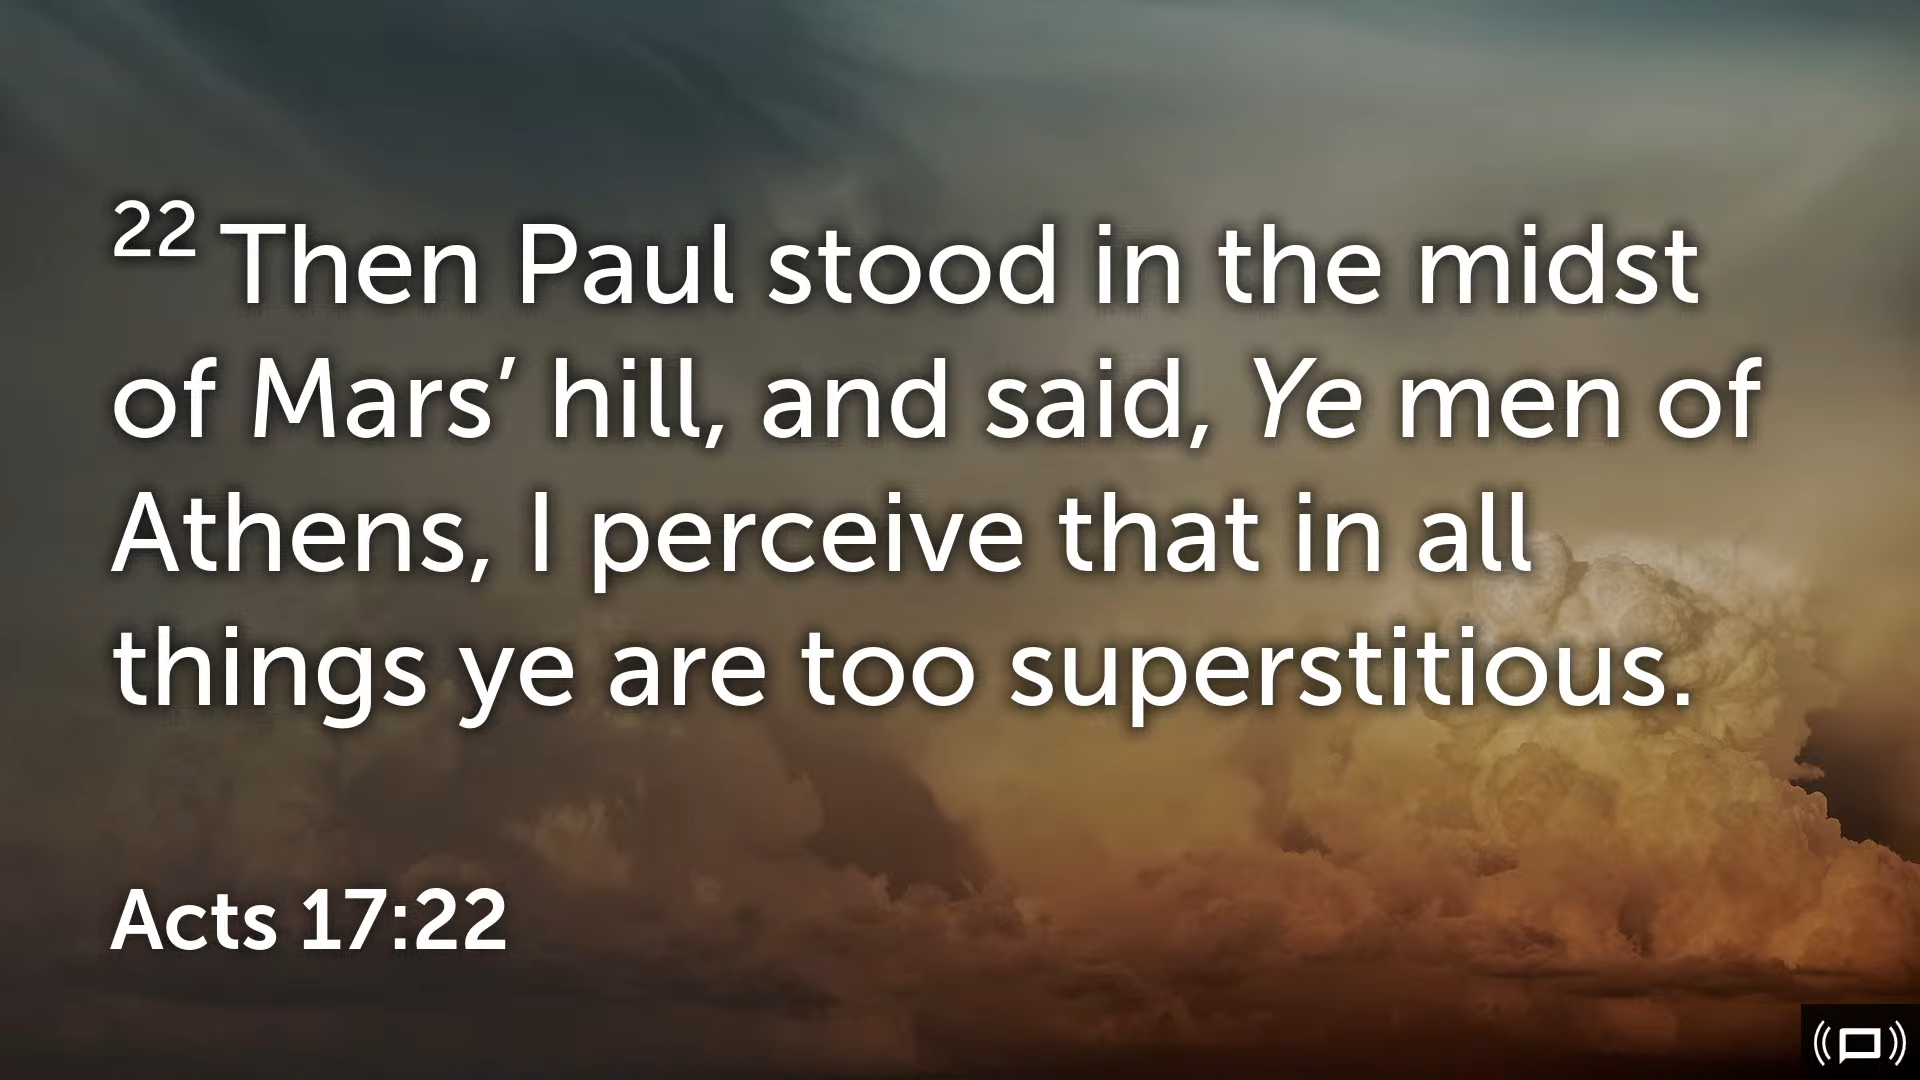 22 Then Paul stood in the midst
of Mars’ hill, and said, Ye men of
Athens, I perceive that in all
things ye are too superstitious.
Acts 17:22